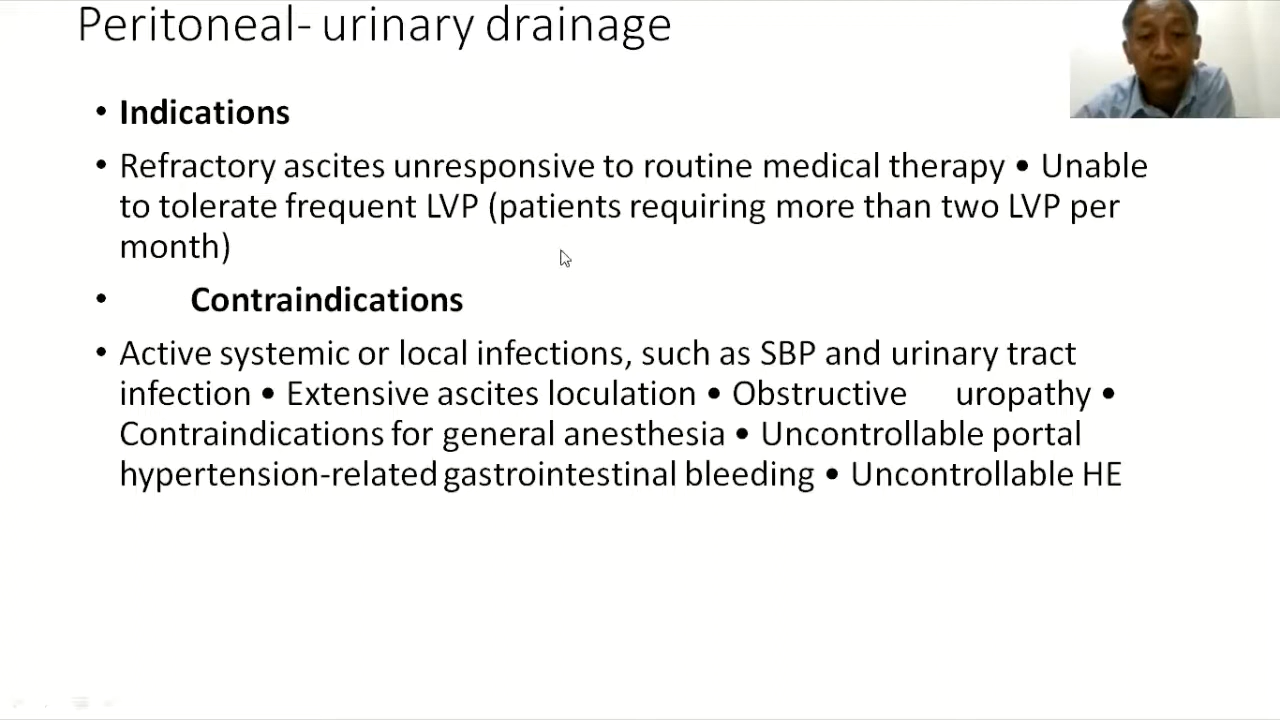 Peritoneal- urinary drainage
• Indications
• Refractory ascites unresponsive to routine medical therapy • Unable
to tolerate frequent LVP (patients requiring more than two LVP per
month)
• Contraindications
• Active systemic or local infections, such as SBP and urinary tract
infection • Extensive ascites loculation • Obstructive uropathy •
Contraindications for general anesthesia • Uncontrollable portal
hypertension-related gastrointestinal bleeding • Uncontrollable HE